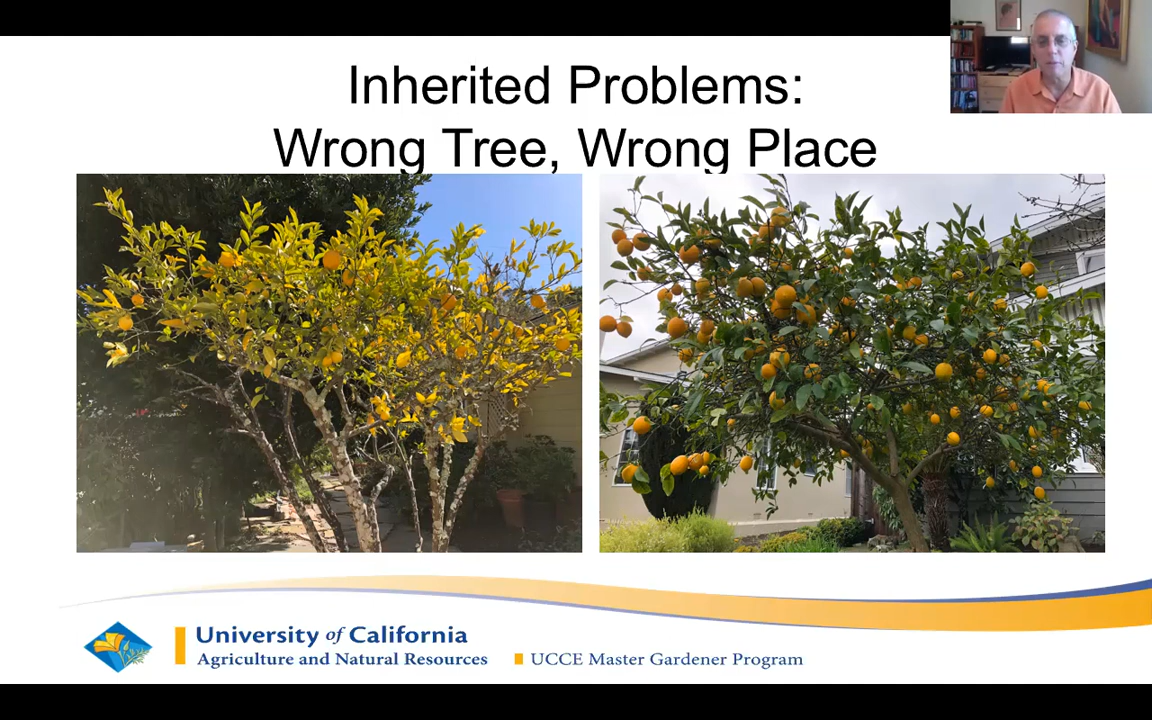 Inherited Problems:
Wrong Tree, Wrong Place
University of California
Agriculture and Natural Resources
UCCE Master Gardener Program